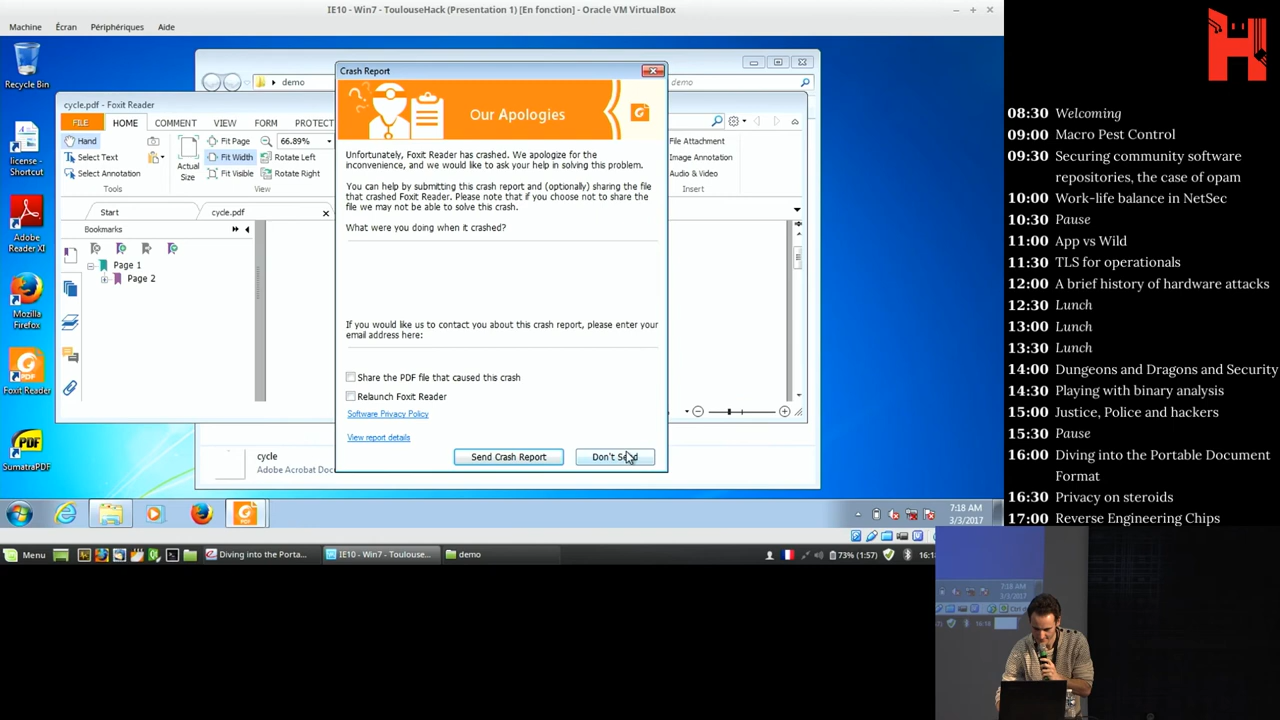 IE10 - Win7 - ToulouseHack (Presentation 1) [En fonction] - Oracle VM VirtualBox
Machine Écran Périphériques Aide
Recycle Bin
license - Shortcut
Adobe Reader XI
Mozilla Firefox
Foxit Reader
SumatraPDF
demo
demo
cycle.pdf - Foxit Reader
FILE HOME COMMENT VIEW FORM PROTECT
Hand
Select Text
Select Annotation
Tools
Actual Size
Fit Page
Fit Width
Fit Visible
66.89%
Rotate Left
Rotate Right
View
File Attachment
Image Annotation
Audio & Video
Insert
Start
cycle.pdf
Bookmarks
Page 1
Page 2
cycle
Adobe Acrobat Doc
Crash Report
Our Apologies
Unfortunately, Foxit Reader has crashed. We apologize for the
inconvenience, and we would like to ask your help in solving this problem.
You can help by submitting this crash report and (optionally) sharing the file
that crashed Foxit Reader. Please note that if you choose not to share the
file we may not be able to solve this crash.
What were you doing when it crashed?
If you would like us to contact you about this crash report, please enter your
email address here:
Share the PDF file that caused this crash
Relaunch Foxit Reader
Software Privacy Policy
View report details
Send Crash Report
Don't Send
7:18 AM
3/3/2017
Menu
Diving into the Porta...
IE10 - Win7 - Toulouse...
demo
73% (1:57)
16:18
08:30 Welcoming
09:00 Macro Pest Control
09:30 Securing community software
repositories, the case of opam
10:00 Work-life balance in NetSec
10:30 Pause
11:00 App vs Wild
11:30 TLS for operationals
12:00 A brief history of hardware attacks
12:30 Lunch
13:00 Lunch
13:30 Lunch
14:00 Dungeons and Dragons and Security
14:30 Playing with binary analysis
15:00 Justice, Police and hackers
15:30 Pause
16:00 Diving into the Portable Document
Format
16:30 Privacy on steroids
17:00 Reverse Engineering Chips
7:18 AM
3/3/2017